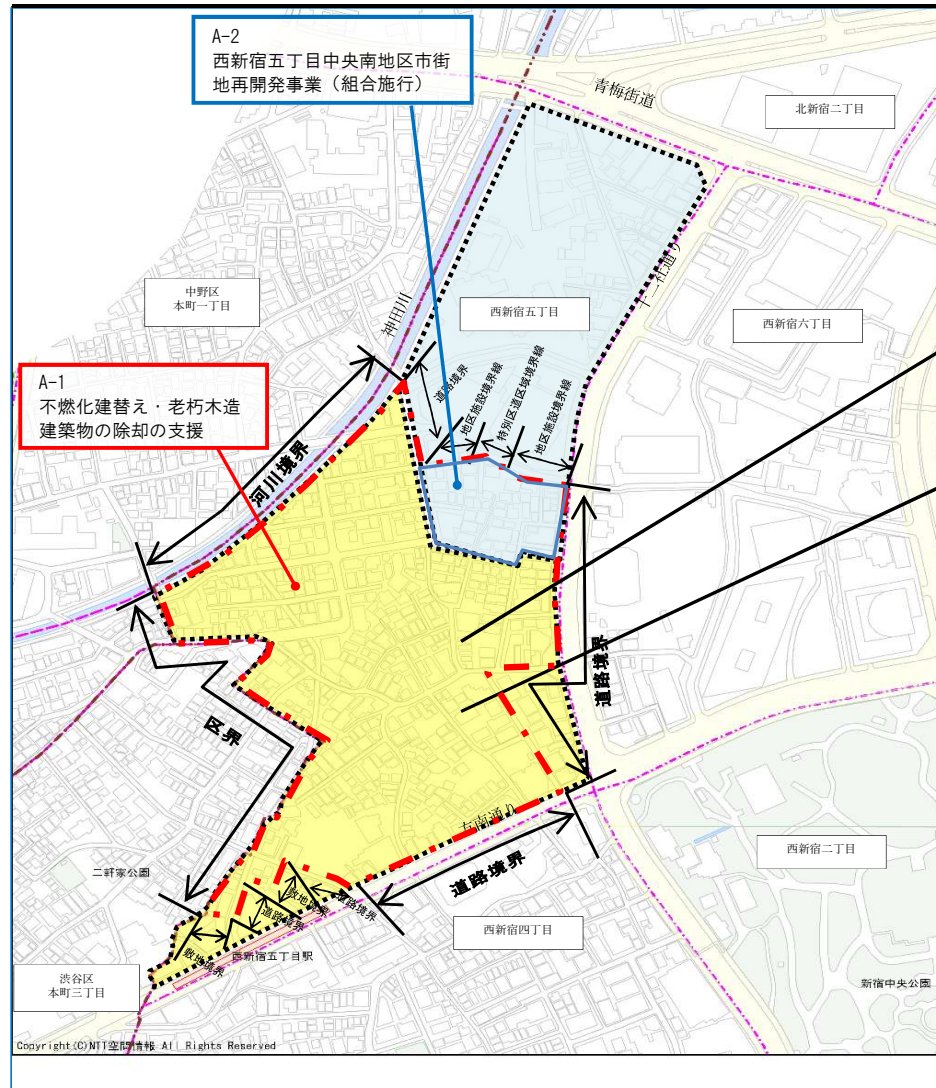 A-2
西新宿五丁目中央南地区市街
地再開発事業（組合施行）
青梅街道
北新宿二丁目
中野区
本町一丁目
神田川
西新宿五丁目
十二社通り
西新宿六丁目
A-1
不燃化建替え・老朽木造
建築物の除却の支援
道路境界
地区施設境界線
特別区道区域境界線
地区施設境界線
河川境界
道路境界
区界
方南通り
道路境界
西新宿二丁目
二軒家公園
敷地境界
道路境界
道路境界
敷地境界
西新宿五丁目駅
西新宿四丁目
渋谷区
本町三丁目
新宿中央公園
Copyright(C)NTT空間情報 All Rights Reserved